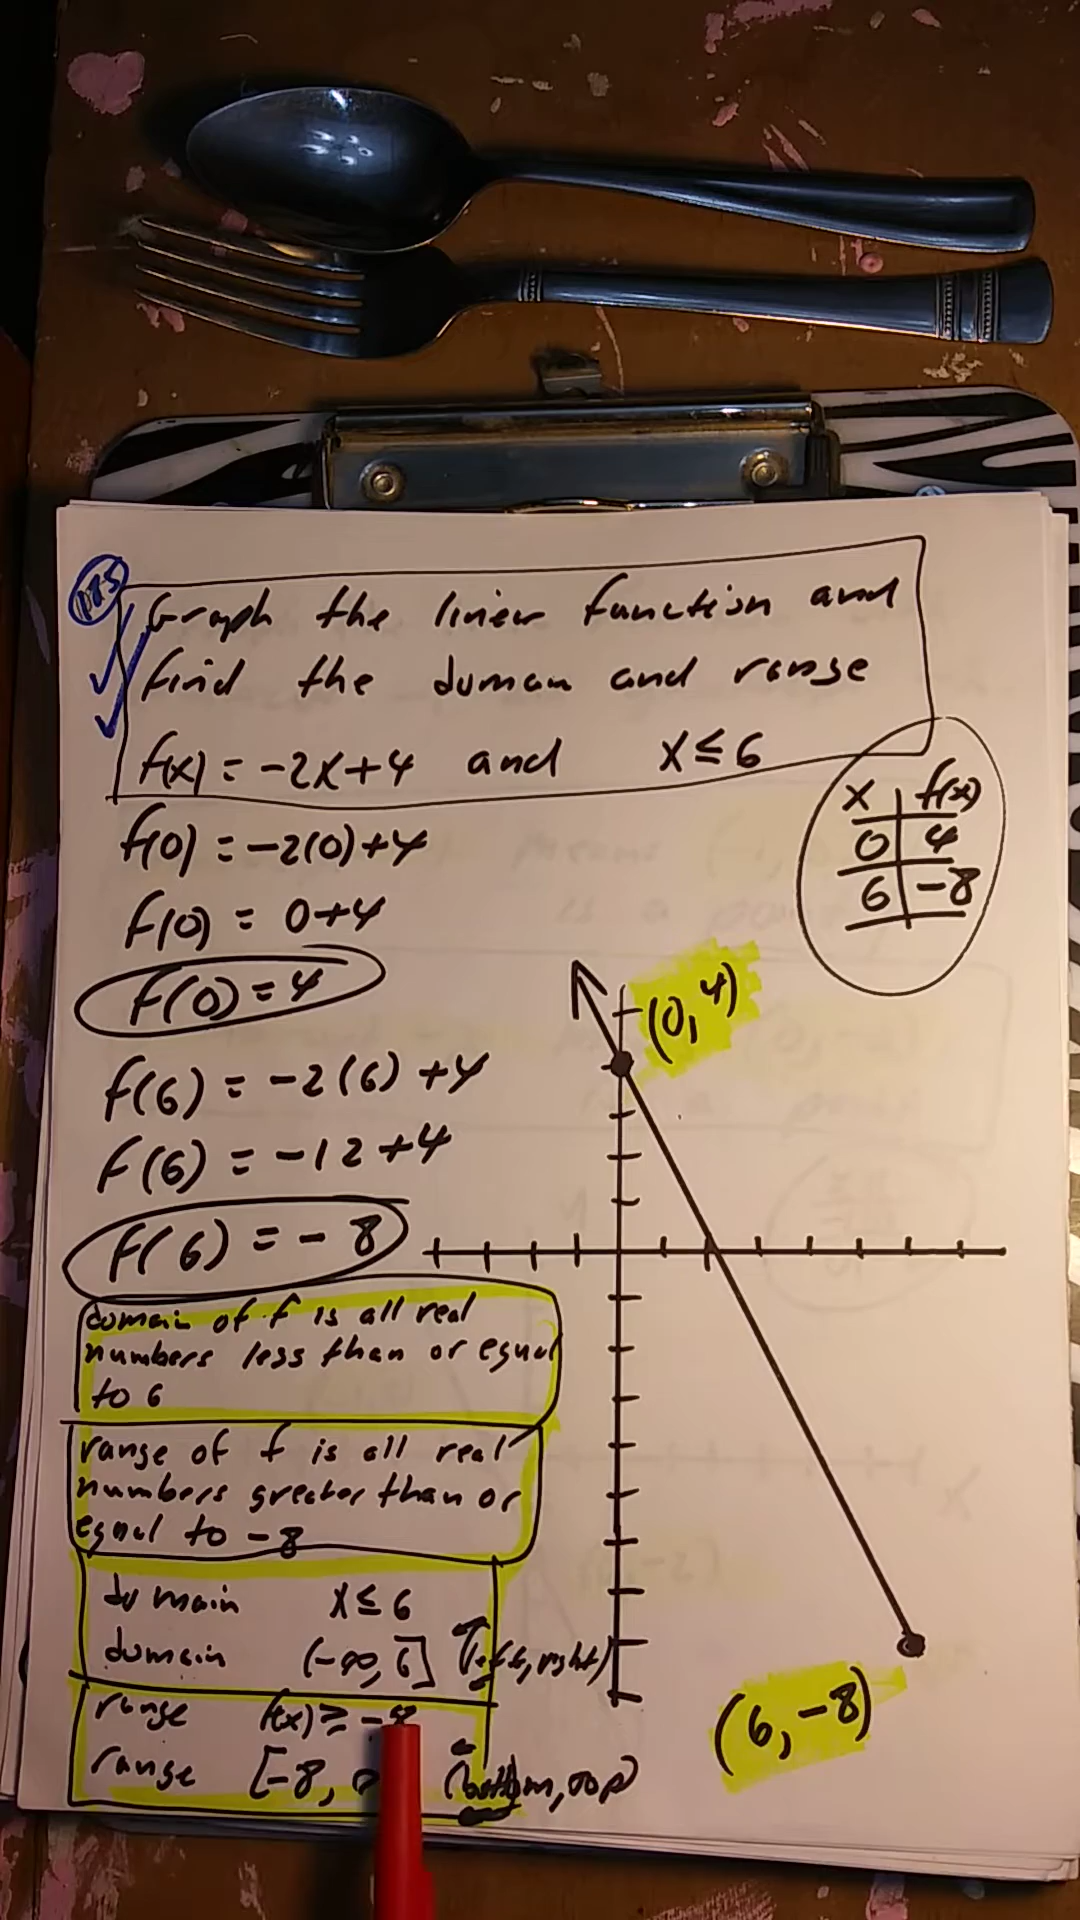 Graph the linear function and
find the domain and range
f(x) = -2x+4 and x ≤ 6
x f(x)
0 4
6 -8
f(0) = -2(0)+4
f(0) = 0+4
f(0) = 4
(0, 4)
f(6) = -2(6) +4
f(6) = -12+4
f(6) = -8
domain of f is all real
numbers less than or equal
to 6
range of f is all real
numbers greater than or
equal to -8
domain x ≤ 6
domain (-∞, 6] (left, right)
range f(x) ≥ -8
range [-8, (bottom, top)
(6, -8)